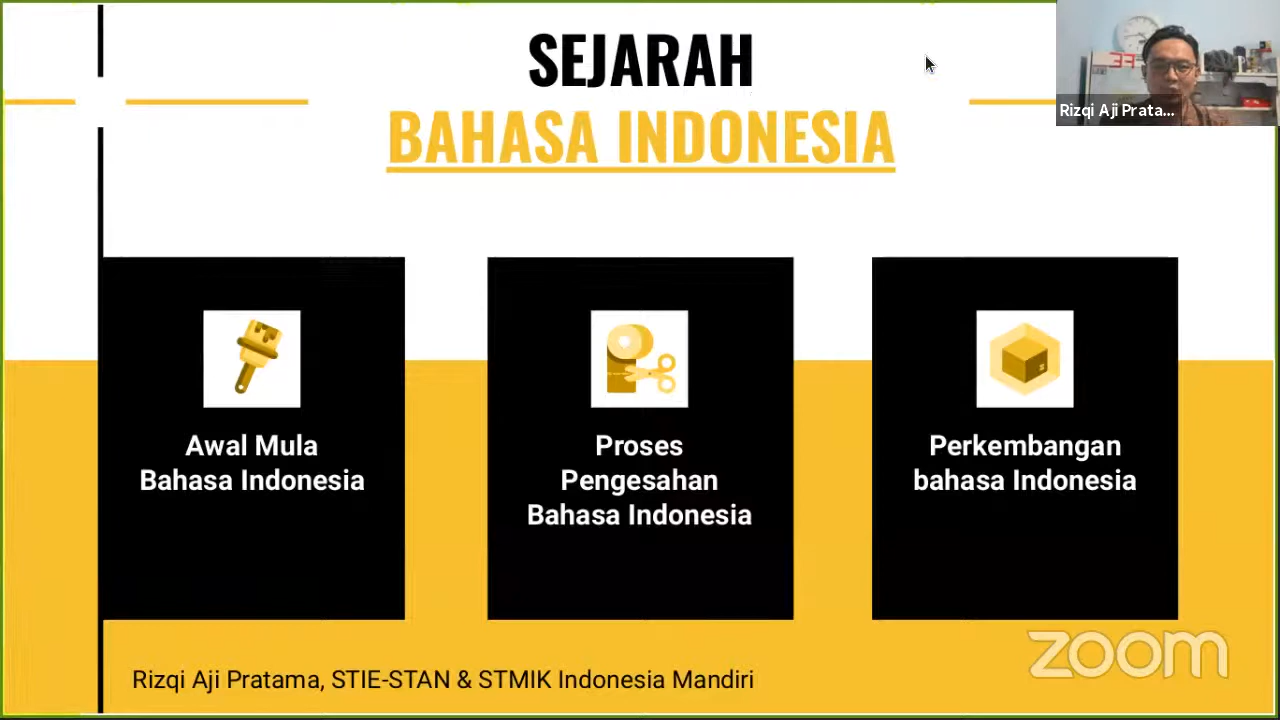 SEJARAH
BAHASA INDONESIA
Rizqi Aji Prata...
Awal Mula
Bahasa Indonesia
Proses
Pengesahan
Bahasa Indonesia
Perkembangan
bahasa Indonesia
Rizqi Aji Pratama, STIE-STAN & STMIK Indonesia Mandiri
zoom